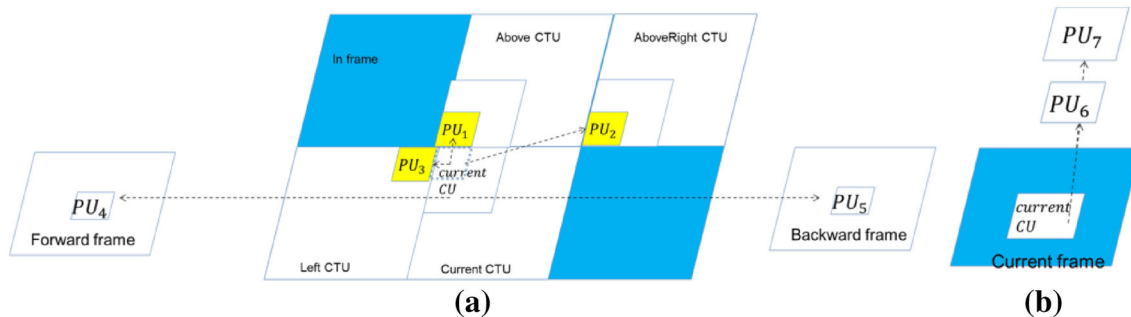 In frame
Above CTU
AboveRight CTU
PU₁
PU₂
PU₃
current
CU
PU₄
Forward frame
PU₅
Backward frame
Left CTU
Current CTU
(a)
PU₇
PU₆
current
CU
Current frame
(b)